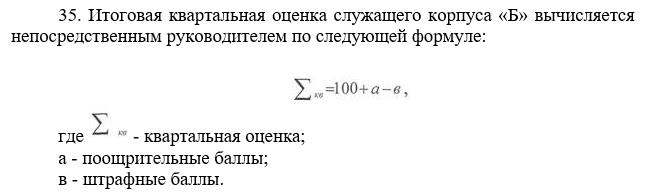 35. Итоговая квартальная оценка служащего корпуса «Б» вычисляется
непосредственным руководителем по следующей формуле:
∑ кв =100+а−в,
где ∑ кв - квартальная оценка;
а - поощрительные баллы;
в - штрафные баллы.